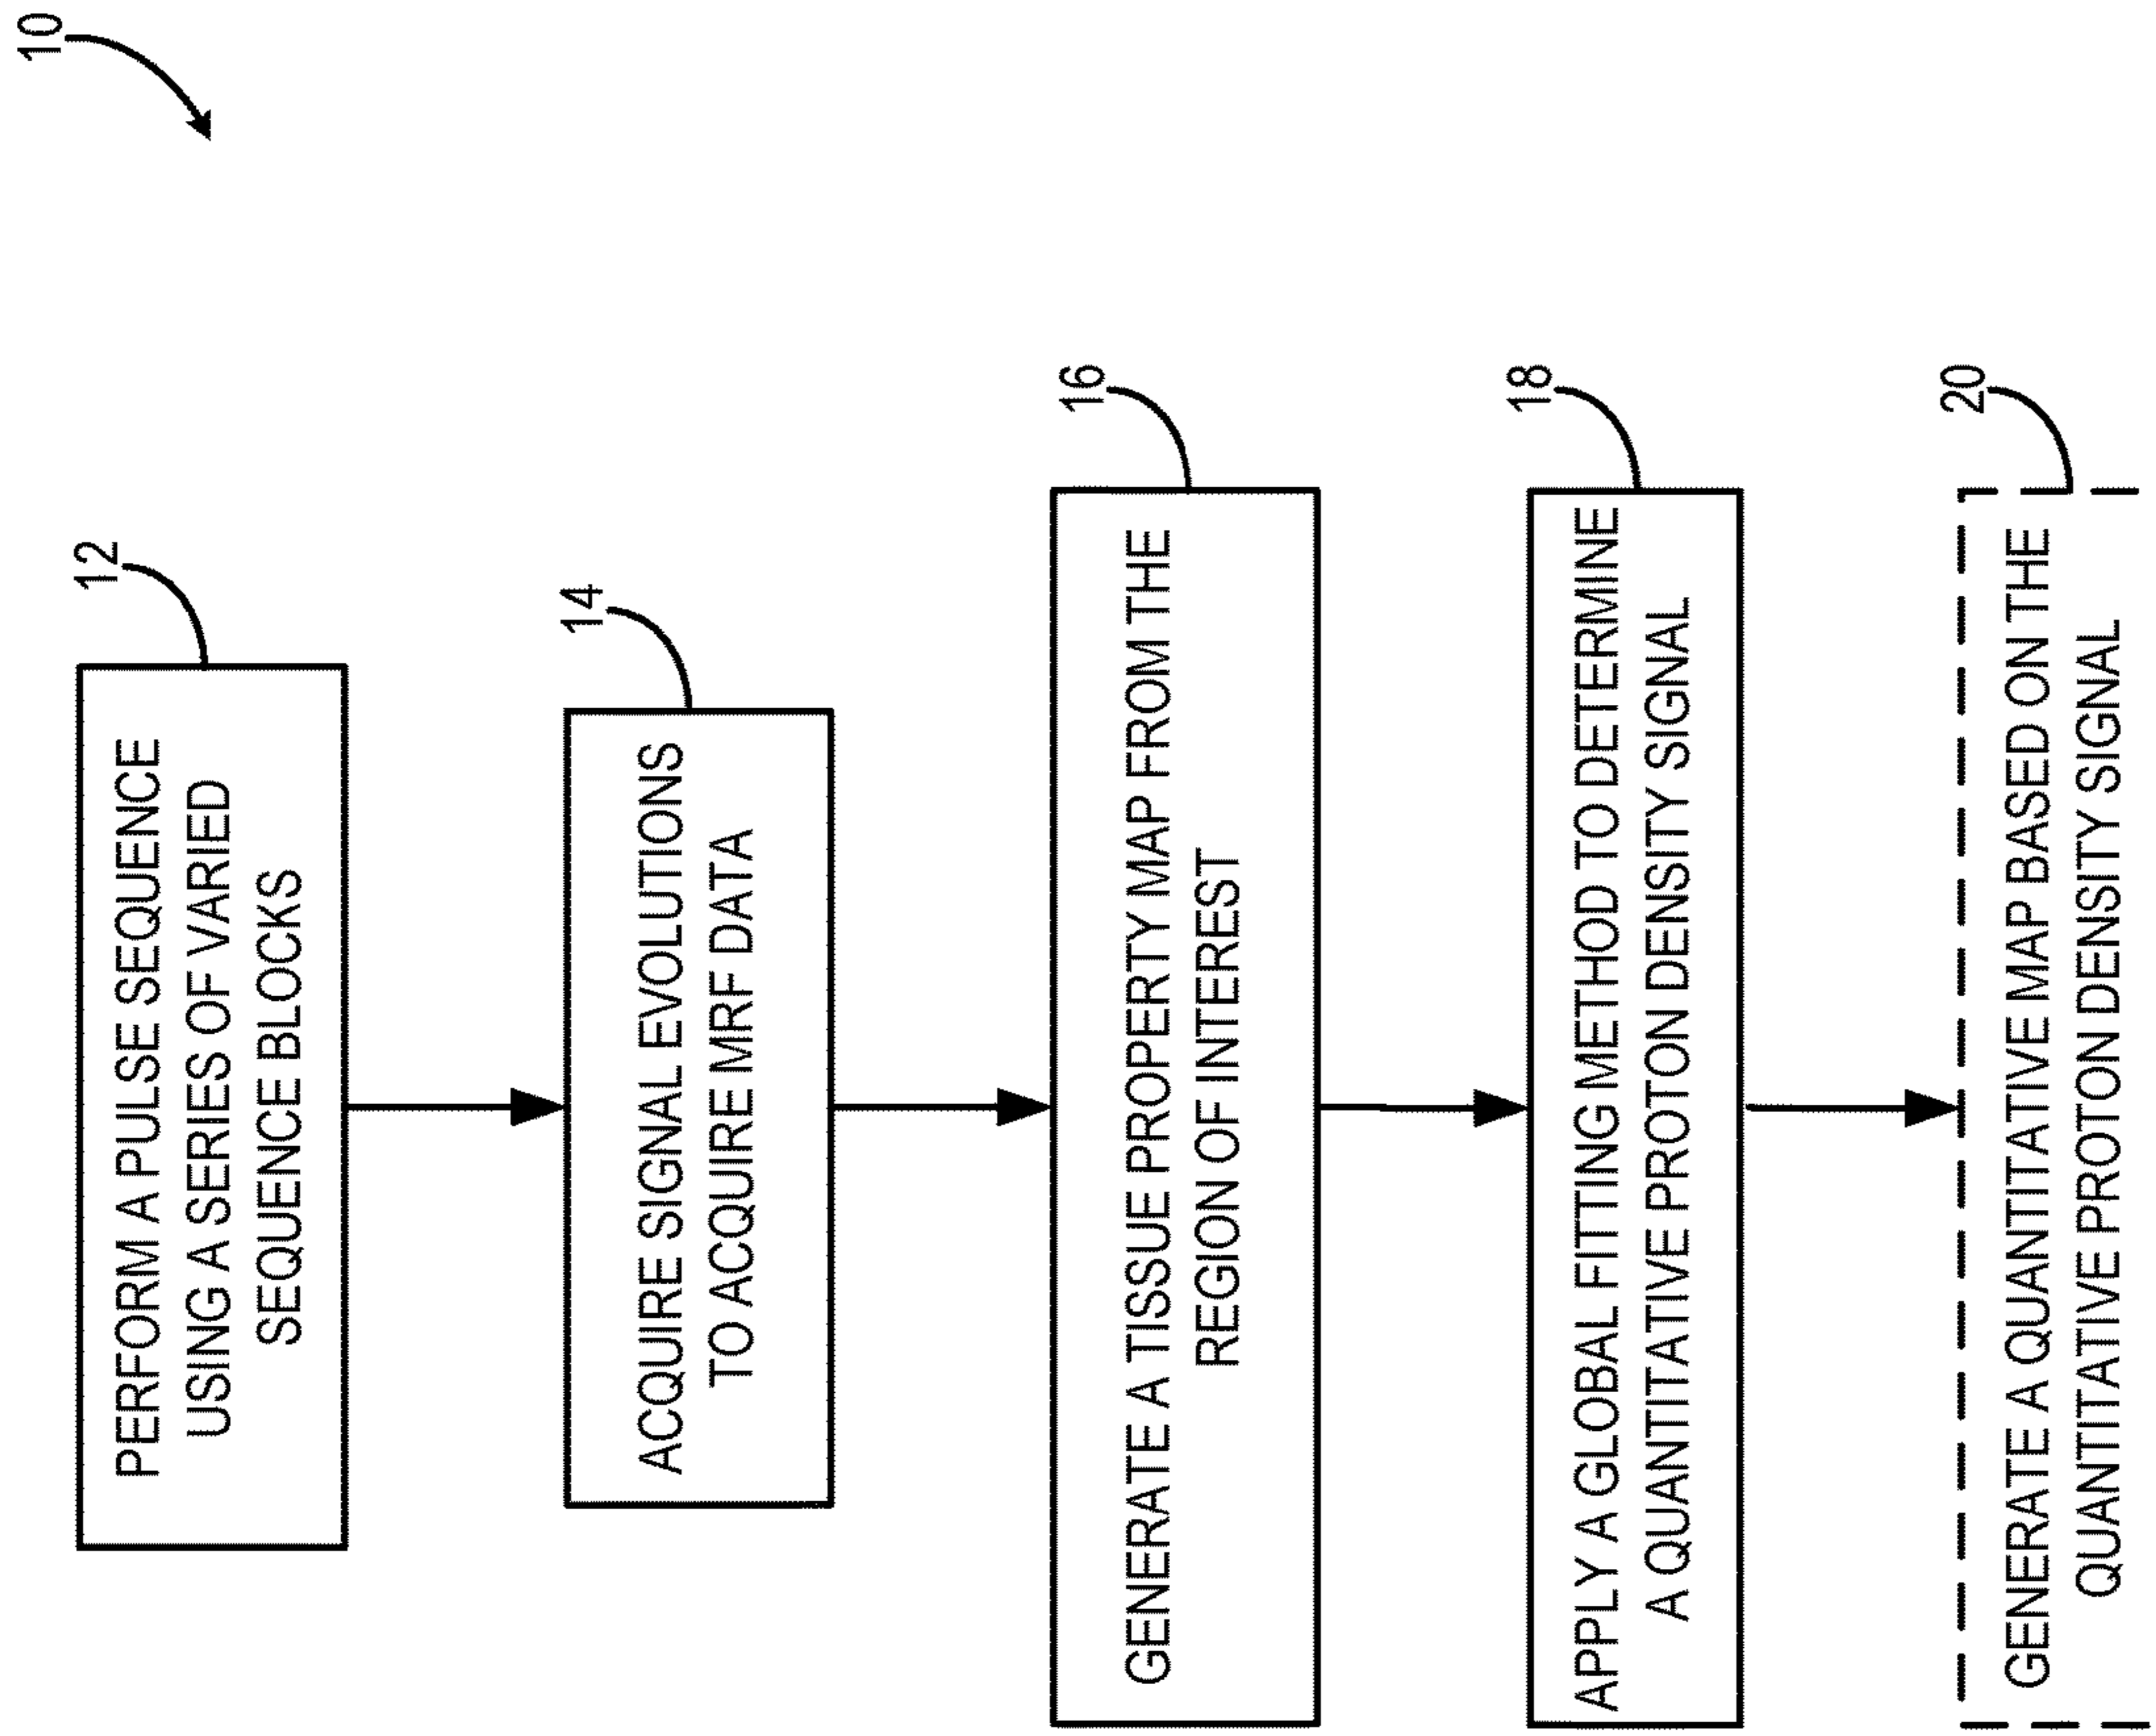 10
12
PERFORM A PULSE SEQUENCE
USING A SERIES OF VARIED
SEQUENCE BLOCKS
14
ACQUIRE SIGNAL EVOLUTIONS
TO ACQUIRE MRF DATA
16
GENERATE A TISSUE PROPERTY MAP FROM THE
REGION OF INTEREST
18
APPLY A GLOBAL FITTING METHOD TO DETERMINE
A QUANTITATIVE PROTON DENSITY SIGNAL
20
GENERATE A QUANTITATIVE MAP BASED ON THE
QUANTITATIVE PROTON DENSITY SIGNAL